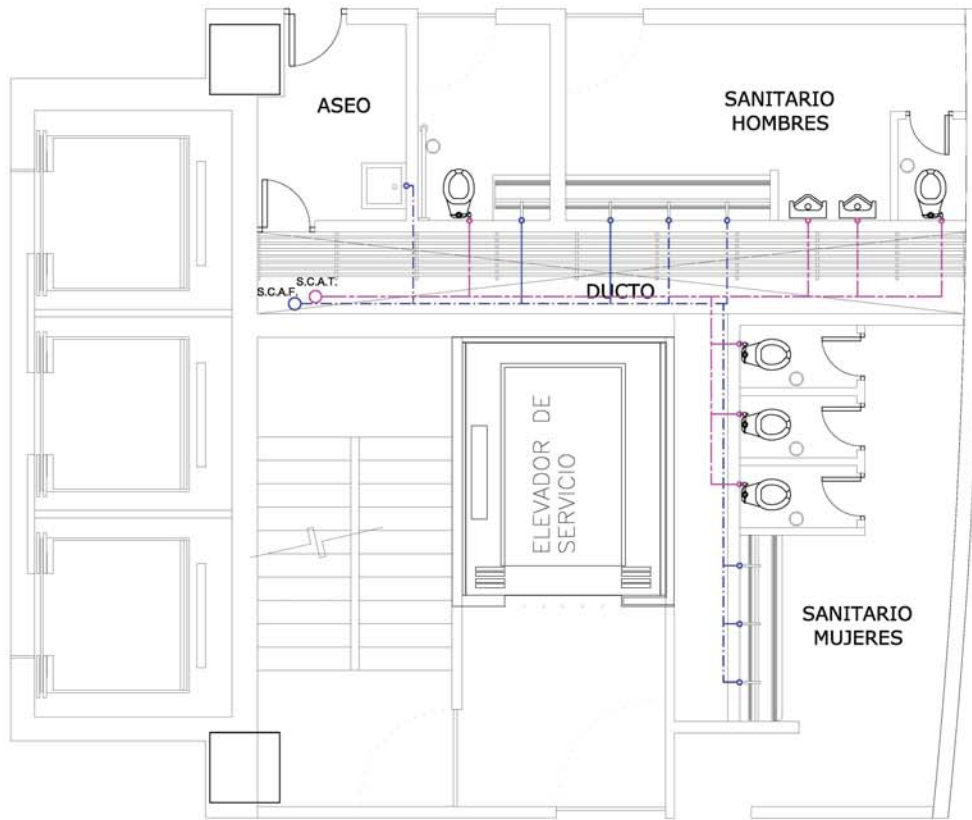 ASEO
SANITARIO
HOMBRES
S.C.A.T.
S.C.A.F.
DUCTO
ELEVADOR DE
SERVICIO
SANITARIO
MUJERES